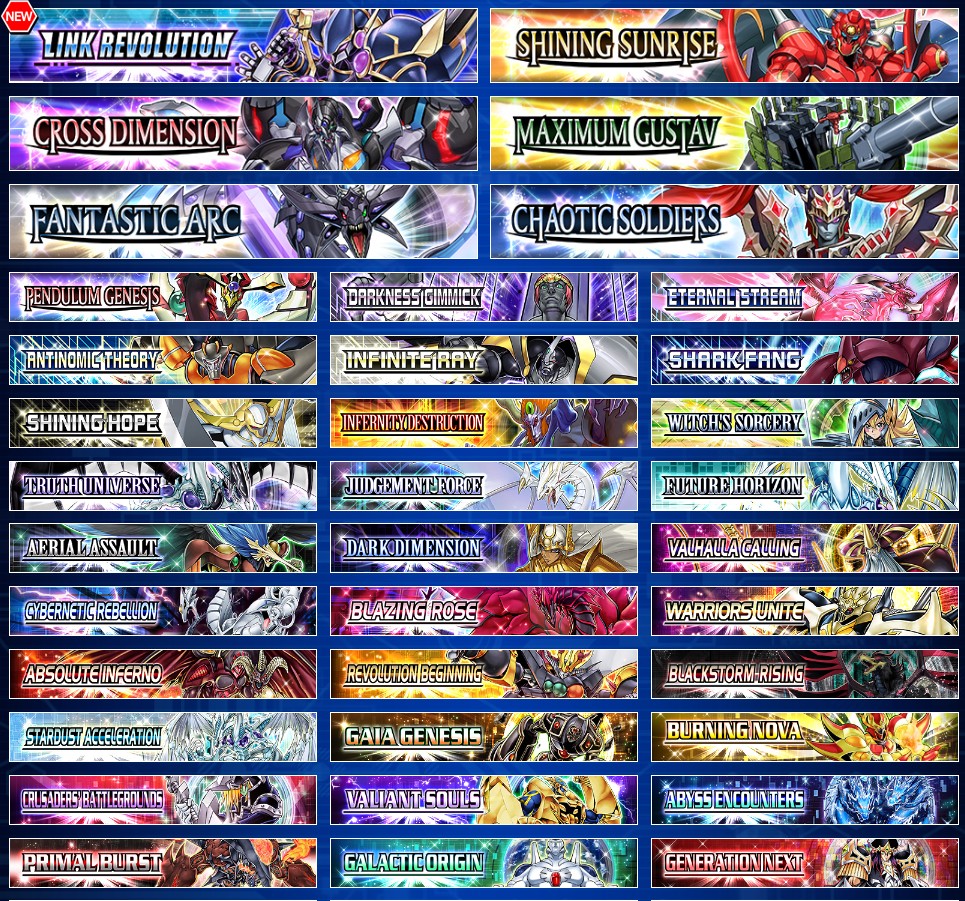 NEW
LINK REVOLUTION
SHINING SUNRISE
CROSS DIMENSION
MAXIMUM GUSTAV
FANTASTIC ARC
CHAOTIC SOLDIERS
PENDULUM GENESIS
DARKNESS GIMMICK
ETERNAL STREAM
ANTINOMIC THEORY
INFINITE RAY
SHARK FANG
SHINING HOPE
INFERNITY DESTRUCTION
WITCH'S SORCERY
TRUTH UNIVERSE
JUDGEMENT FORCE
FUTURE HORIZON
AERIAL ASSAULT
DARK DIMENSION
VALHALLA CALLING
CYBERNETIC REBELLION
BLAZING ROSE
WARRIORS UNITE
ABSOLUTE INFERNO
REVOLUTION BEGINNING
BLACKSTORM RISING
STARDUST ACCELERATION
GAIA GENESIS
BURNING NOVA
CRUSADERS' BATTLEGROUNDS
VALIANT SOULS
ABYSS ENCOUNTERS
PRIMAL BURST
GALACTIC ORIGIN
GENERATION NEXT